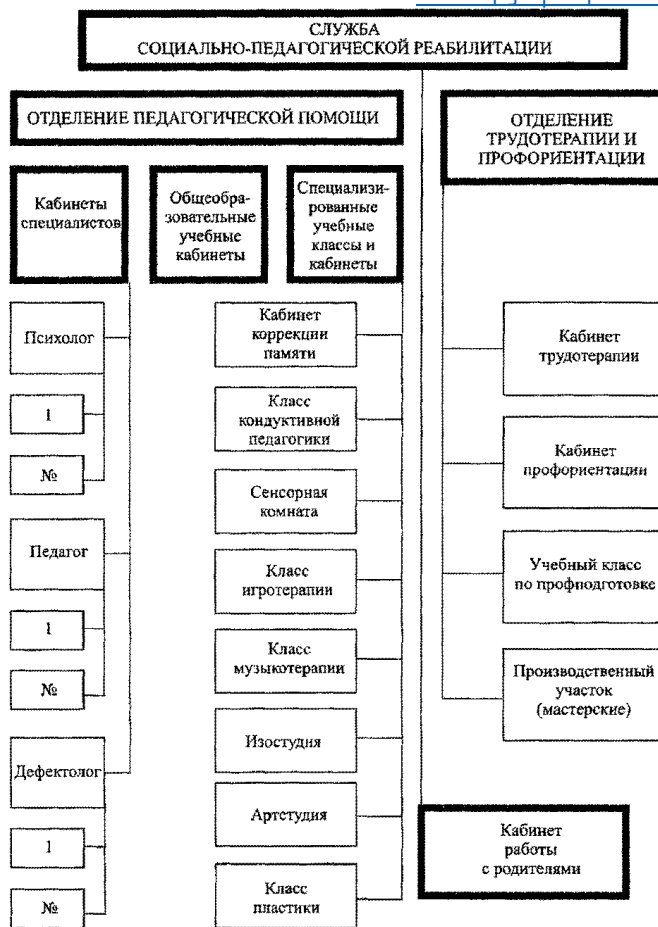 СЛУЖБА
СОЦИАЛЬНО-ПЕДАГОГИЧЕСКОЙ РЕАБИЛИТАЦИИ
ОТДЕЛЕНИЕ ПЕДАГОГИЧЕСКОЙ ПОМОЩИ
ОТДЕЛЕНИЕ
ТРУДОТЕРАПИИ И
ПРОФОРИЕНТАЦИИ
Кабинеты
специалистов
Общеобра-
зовательные
учебные
кабинеты
Специализи-
рованные
учебные
классы и
кабинеты
Психолог
1
№
Педагог
1
№
Дефектолог
1
№
Кабинет
коррекции
памяти
Класс
кондуктивной
педагогики
Сенсорная
комната
Класс
игротерапии
Класс
музыкотерапии
Изостудия
Артстудия
Класс
пластики
Кабинет
трудотерапии
Кабинет
профориентации
Учебный класс
по профподготовке
Производственный
участок
(мастерские)
Кабинет
работы
с родителями